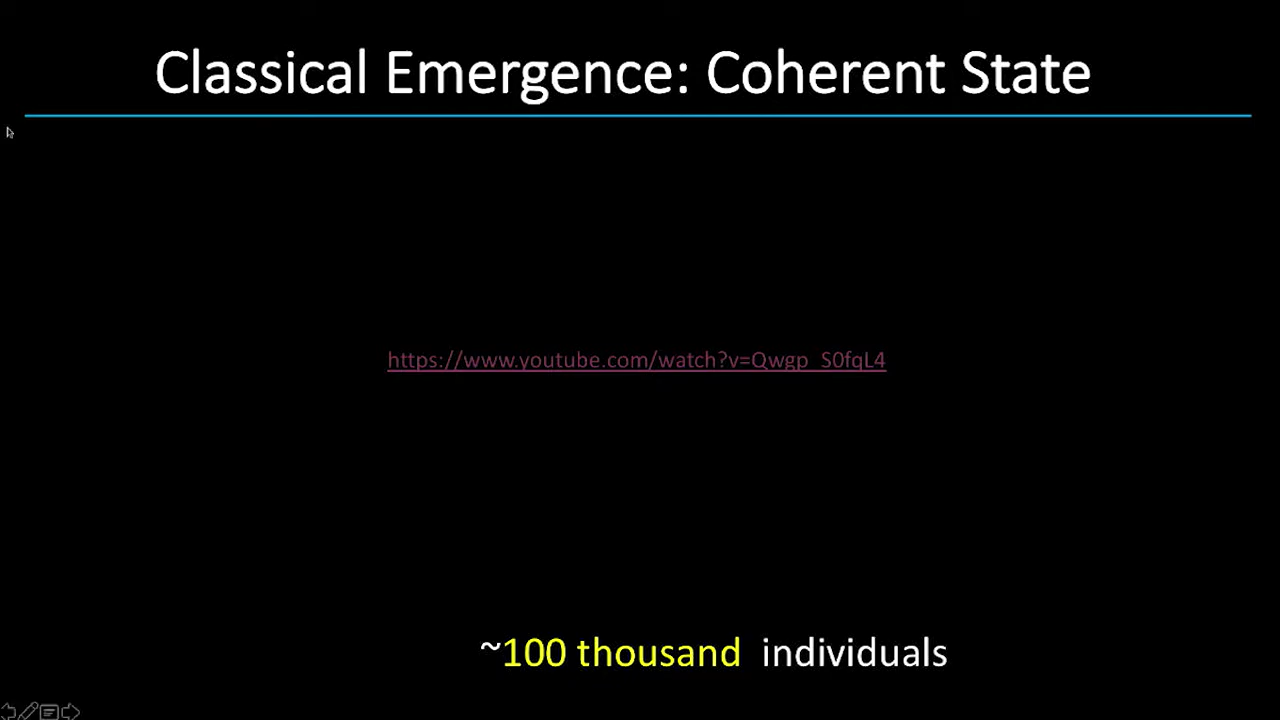 Classical Emergence: Coherent State
https://www.youtube.com/watch?v=Qwgp_S0fqL4
~100 thousand individuals